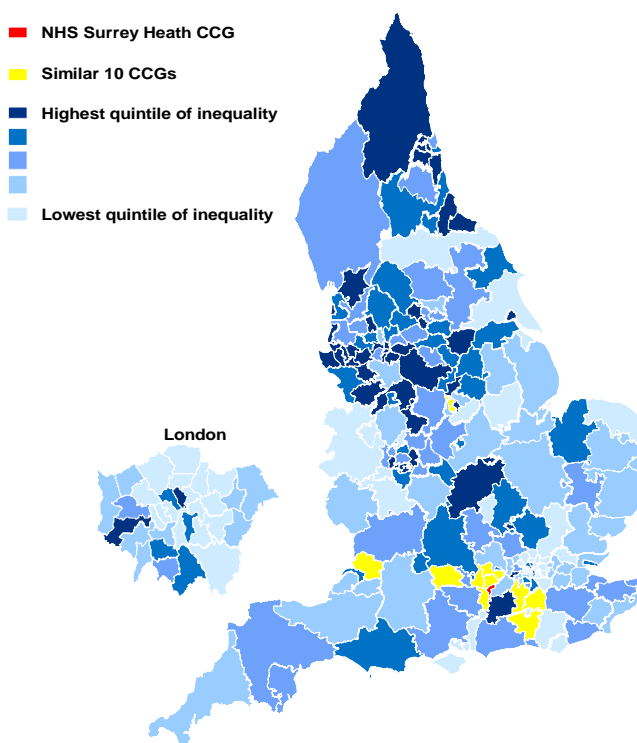 NHS Surrey Heath CCG
Similar 10 CCGs
Highest quintile of inequality
Lowest quintile of inequality
London